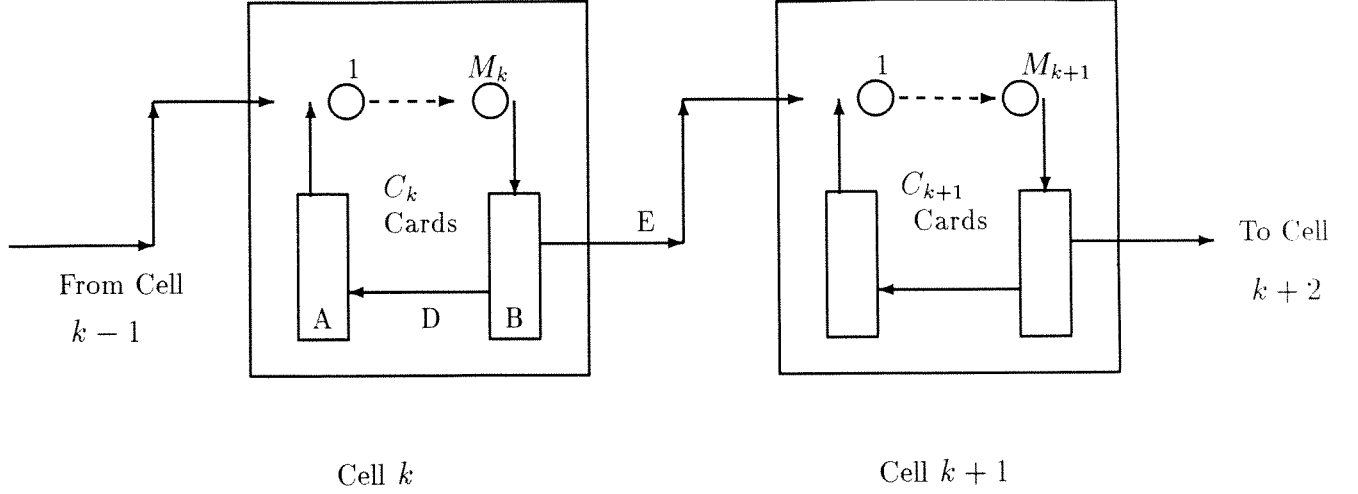 1
$M_k$
1
$M_{k+1}$
$C_k$
Cards
$C_{k+1}$
Cards
E
From Cell
$k-1$
A
D
B
To Cell
$k+2$
Cell $k$
Cell $k+1$